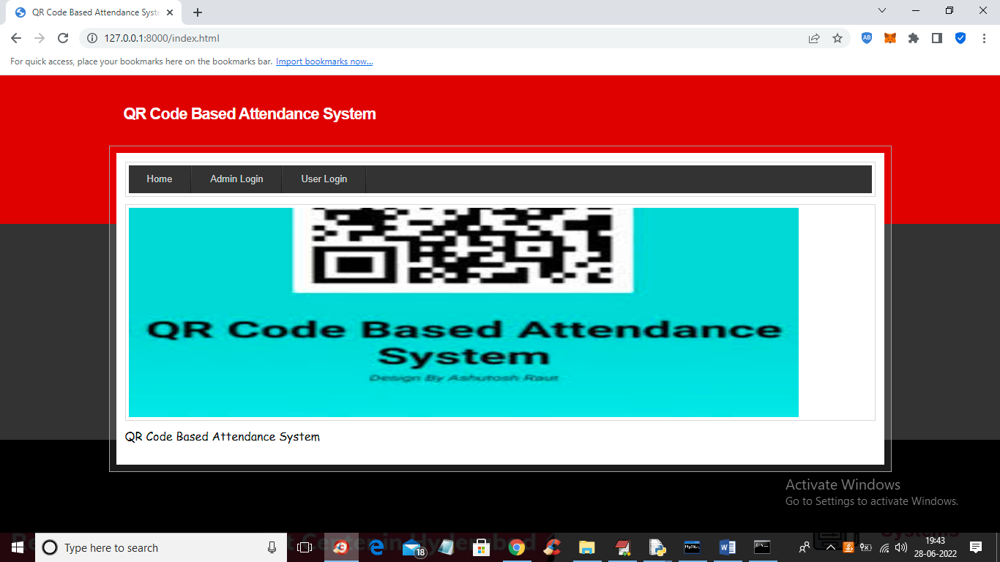 QR Code Based Attendance Syste
127.0.0.1:8000/index.html
For quick access, place your bookmarks here on the bookmarks bar. Import bookmarks now...
QR Code Based Attendance System
Home Admin Login User Login
QR Code Based Attendance
System
Design By Ashutosh Raut
QR Code Based Attendance System
Activate Windows
Go to Settings to activate Windows.
Systems
Type here to search
18
19:43
28-06-2022